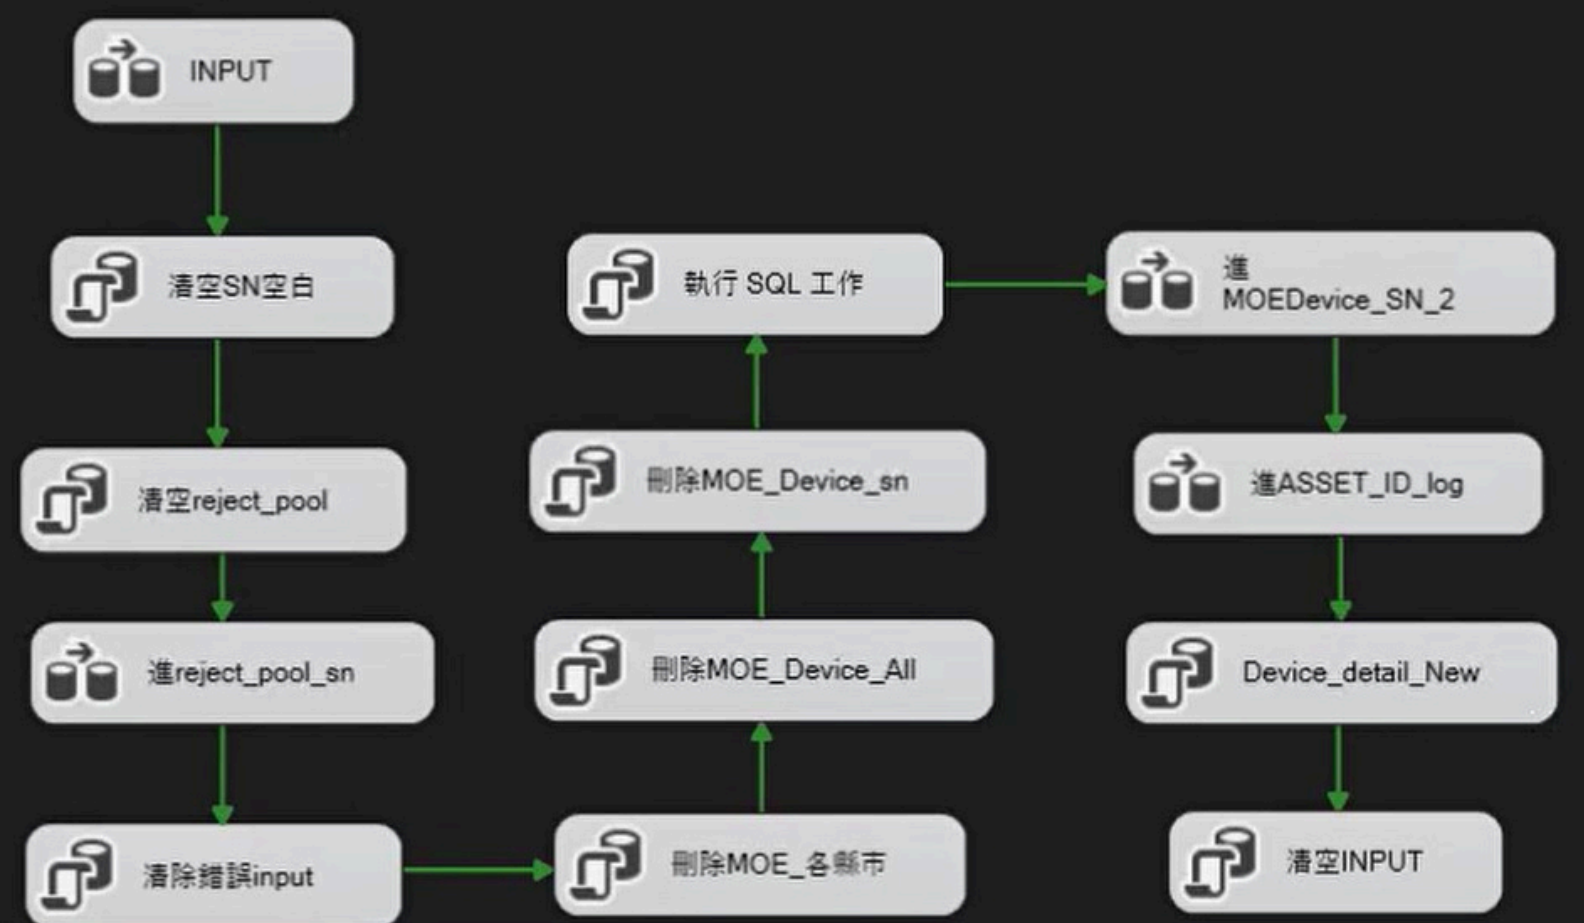 INPUT
清空SN空白
清空reject_pool
進reject_pool_sn
清除錯誤input
刪除MOE_各縣市
刪除MOE_Device_All
刪除MOE_Device_sn
執行 SQL 工作
進
MOEDevice_SN_2
進ASSET_ID_log
Device_detail_New
清空INPUT